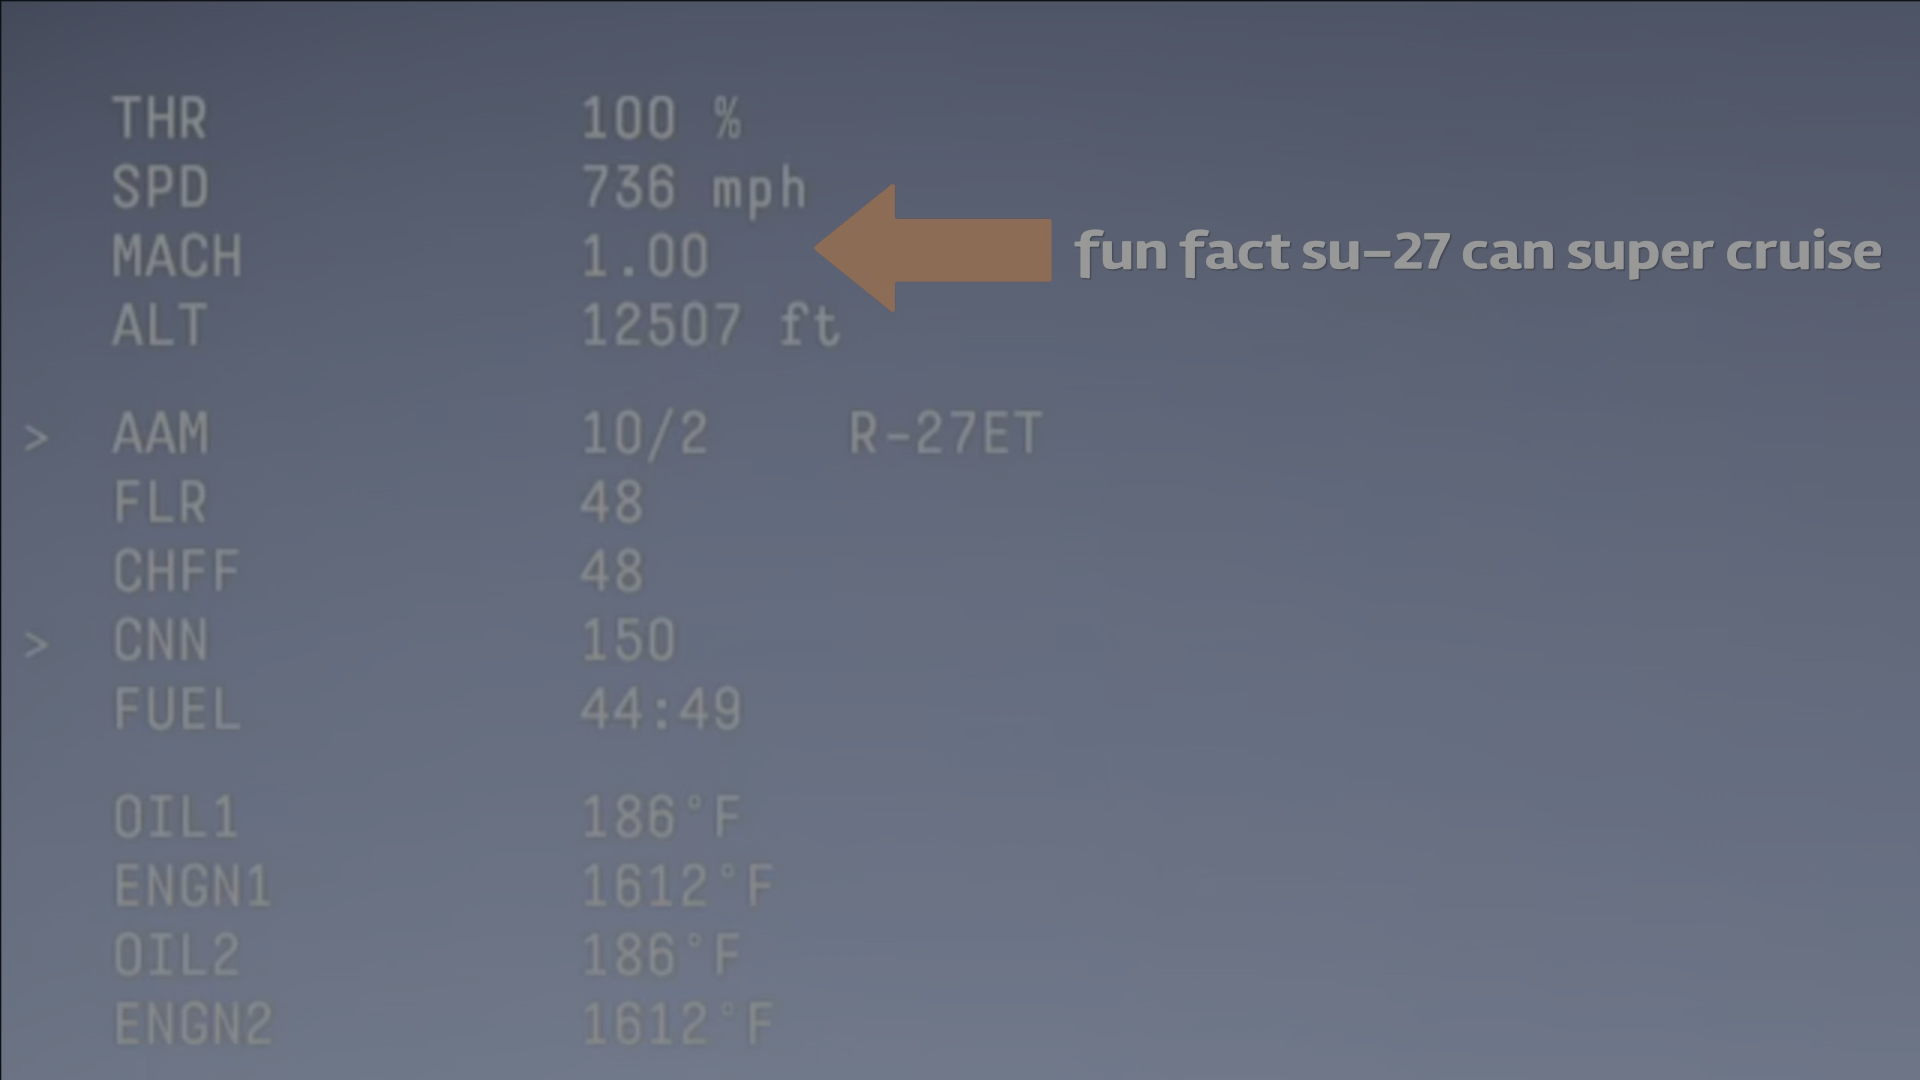 THR 100 %
SPD 736 mph
MACH 1.00
fun fact su-27 can super cruise
ALT 12507 ft
> AAM 10/2 R-27ET
FLR 48
CHFF 48
> CNN 150
FUEL 44:49
OIL1 186°F
ENGN1 1612°F
OIL2 186°F
ENGN2 1612°F